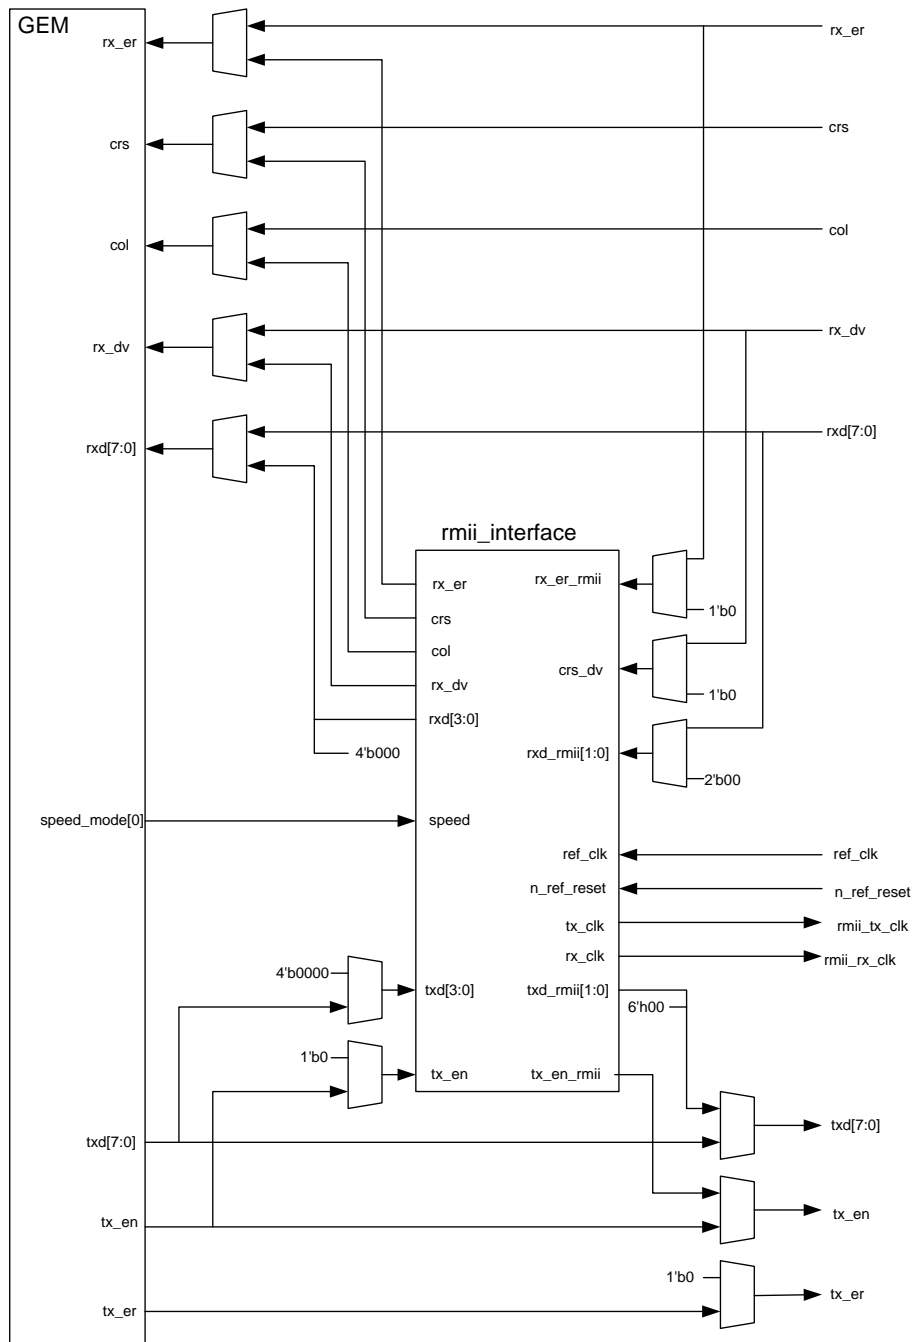 GEM
rx_er
rx_er
crs
crs
col
col
rx_dv
rx_dv
rxd[7:0]
rxd[7:0]
rmii_interface
rx_er
rx_er_rmii
1'b0
crs
col
crs_dv
rx_dv
1'b0
rxd[3:0]
4'b000
rxd_rmii[1:0]
2'b00
speed_mode[0]
speed
ref_clk
ref_clk
n_ref_reset
n_ref_reset
tx_clk
rmii_tx_clk
rx_clk
rmii_rx_clk
4'b0000
txd[3:0]
txd_rmii[1:0]
6'h00
1'b0
tx_en
tx_en_rmii
txd[7:0]
txd[7:0]
tx_en
tx_en
1'b0
tx_er
tx_er